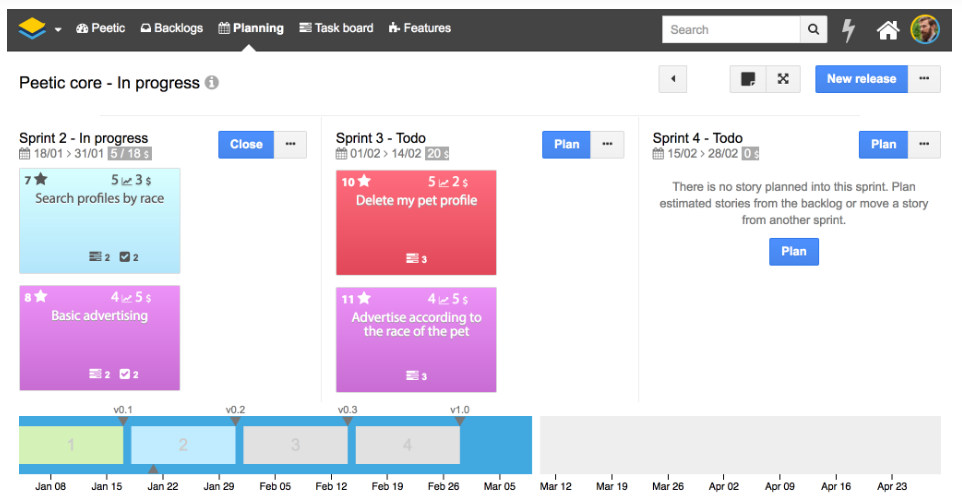 Peetic Backlogs Planning Task board Features Search
Peetic core - In progress
New release
Sprint 2 - In progress
18/01 › 31/01 5 / 18 $
Close
7 5 3 $
Search profiles by race
2 2
8 4 5 $
Basic advertising
2 2
Sprint 3 - Todo
01/02 › 14/02 20 $
Plan
10 5 2 $
Delete my pet profile
3
11 4 5 $
Advertise according to
the race of the pet
3
Sprint 4 - Todo
15/02 › 28/02 0 $
Plan
There is no story planned into this sprint. Plan
estimated stories from the backlog or move a story
from another sprint.
Plan
v0.1 v0.2 v0.3 v1.0
1 2 3 4
Jan 08 Jan 15 Jan 22 Jan 29 Feb 05 Feb 12 Feb 19 Feb 26 Mar 05 Mar 12 Mar 19 Mar 26 Apr 02 Apr 09 Apr 16 Apr 23